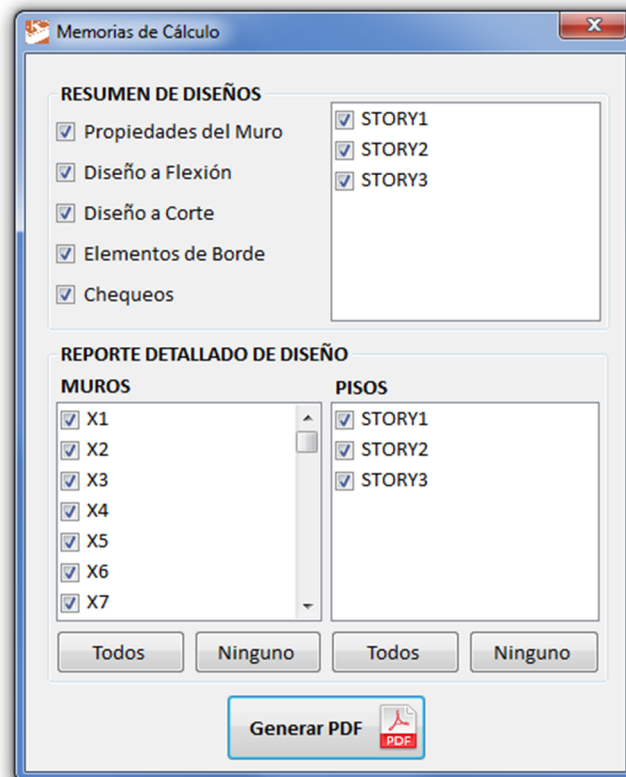 Memorias de Cálculo
RESUMEN DE DISEÑOS
Propiedades del Muro
Diseño a Flexión
Diseño a Corte
Elementos de Borde
Chequeos
STORY1
STORY2
STORY3
REPORTE DETALLADO DE DISEÑO
MUROS
X1
X2
X3
X4
X5
X6
X7
PISOS
STORY1
STORY2
STORY3
Todos
Ninguno
Todos
Ninguno
Generar PDF
PDF